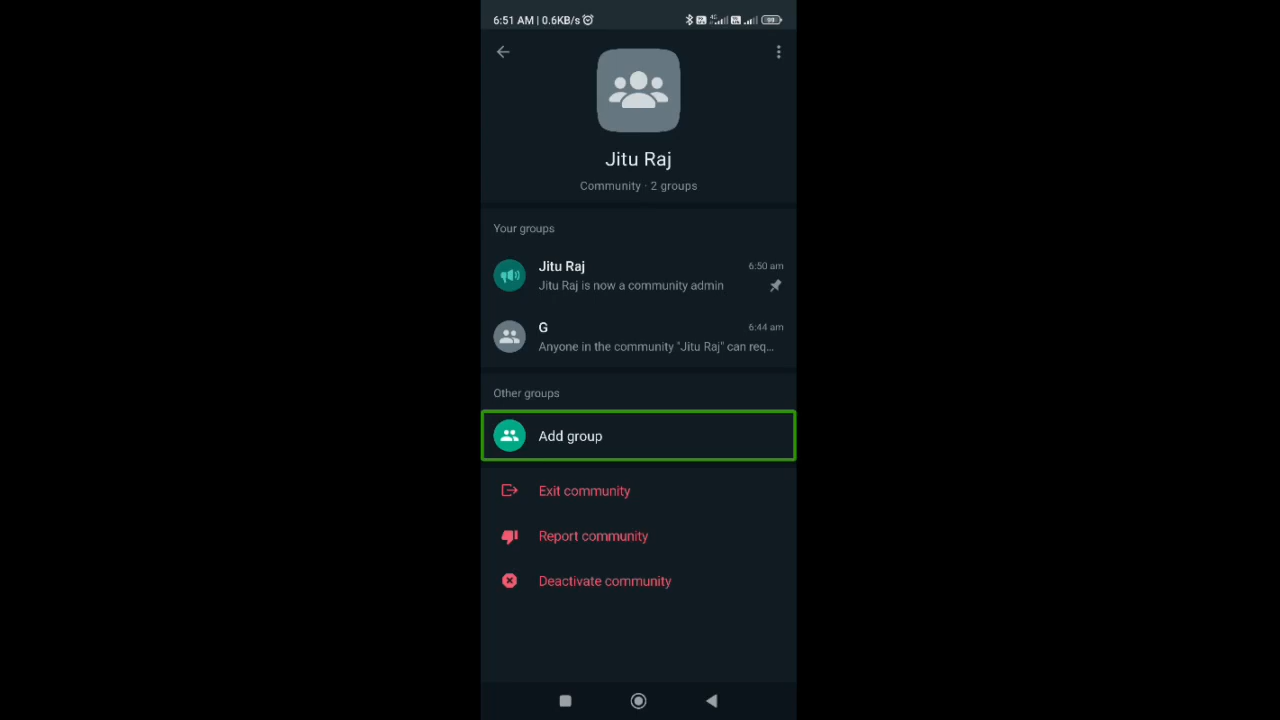 6:51 AM | 0.6KB/s
Jitu Raj
Community · 2 groups
Your groups
Jitu Raj
6:50 am
Jitu Raj is now a community admin
G
6:44 am
Anyone in the community "Jitu Raj" can req...
Other groups
Add group
Exit community
Report community
Deactivate community